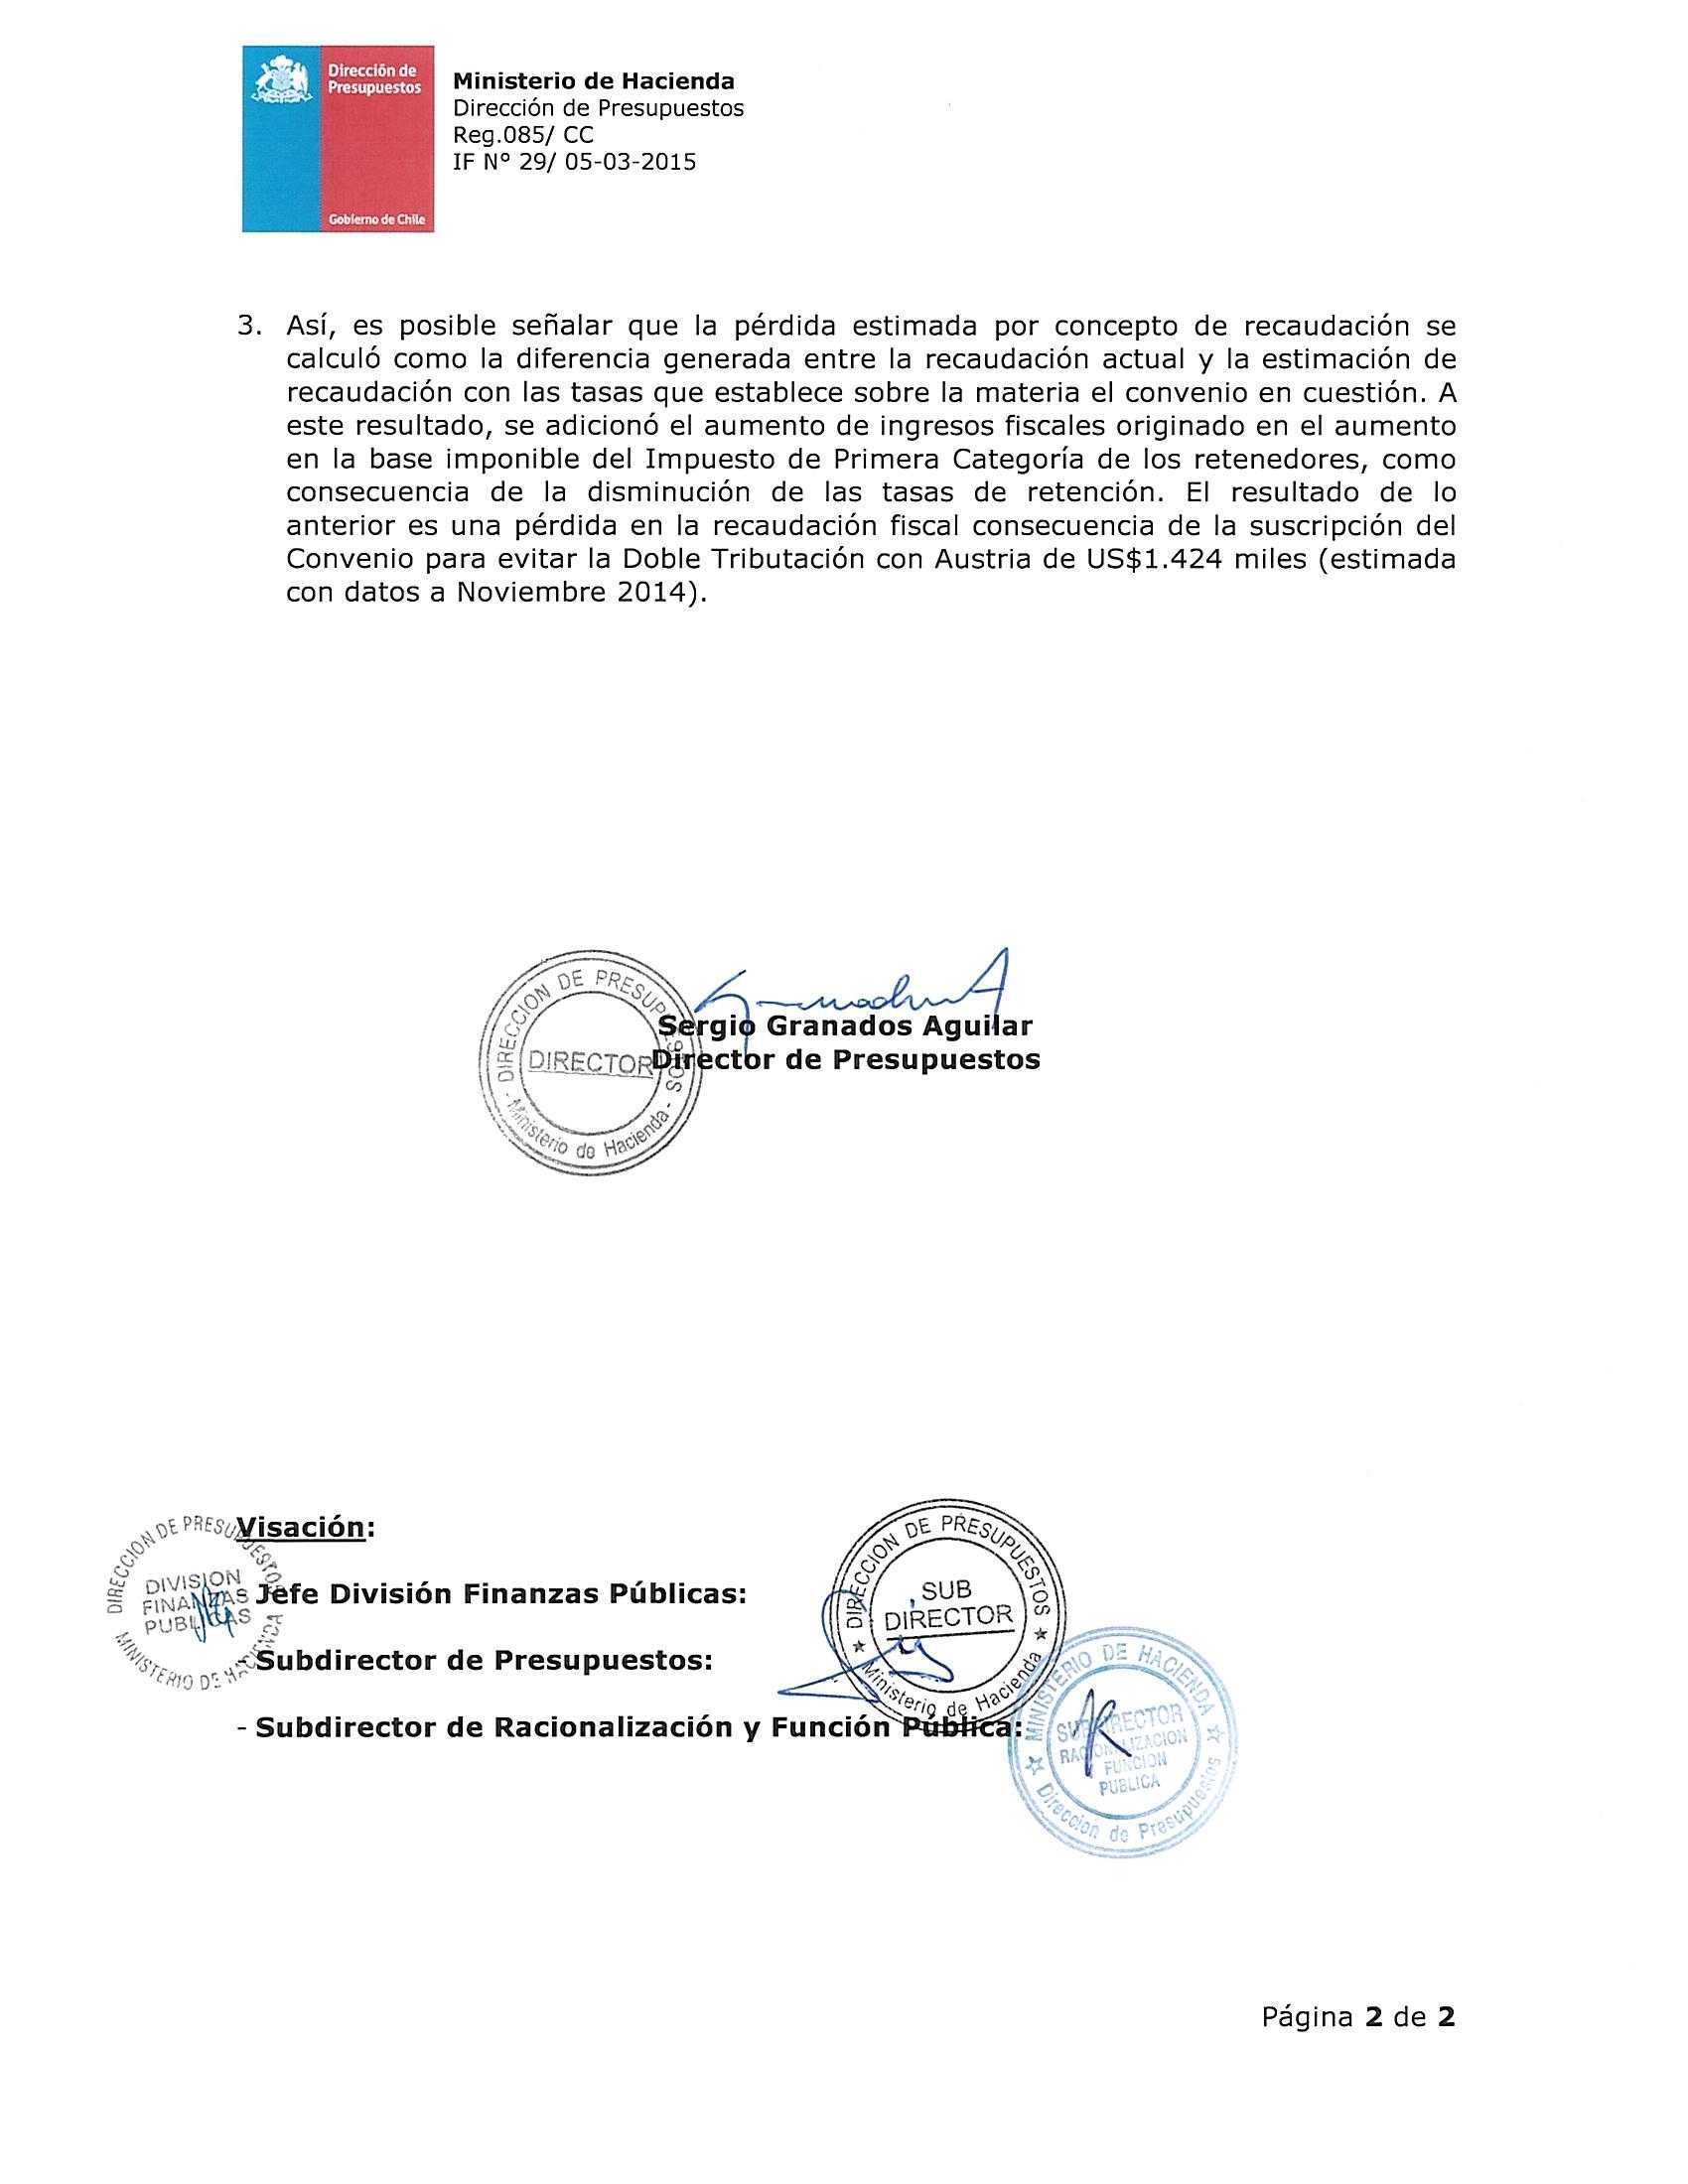 Dirección de
Presupuestos
Gobierno de Chile
Ministerio de Hacienda
Dirección de Presupuestos
Reg.085/ CC
IF N° 29/ 05-03-2015
3. Así, es posible señalar que la pérdida estimada por concepto de recaudación se
calculó como la diferencia generada entre la recaudación actual y la estimación de
recaudación con las tasas que establece sobre la materia el convenio en cuestión. A
este resultado, se adicionó el aumento de ingresos fiscales originado en el aumento
en la base imponible del Impuesto de Primera Categoría de los retenedores, como
consecuencia de la disminución de las tasas de retención. El resultado de lo
anterior es una pérdida en la recaudación fiscal consecuencia de la suscripción del
Convenio para evitar la Doble Tributación con Austria de US$1.424 miles (estimada
con datos a Noviembre 2014).
- DIRECCION DE PRESUPUESTOS -
DIRECTOR
Ministerio de Hacienda
Sergio Granados Aguilar
Director de Presupuestos
DIRECCION DE PRESUPUESTOS
DIVISION
FINANZAS
PUBLICAS
MINISTERIO DE HACIENDA
Visación:
Jefe División Finanzas Públicas:
- Subdirector de Presupuestos:
- Subdirector de Racionalización y Función Pública:
DIRECCION DE PRESUPUESTOS
SUB
DIRECTOR
Ministerio de Hacienda
MINISTERIO DE HACIENDA
SUBDIRECTOR
RACIONALIZACION
FUNCION
PUBLICA
Direccion de Presupuestos
Página 2 de 2